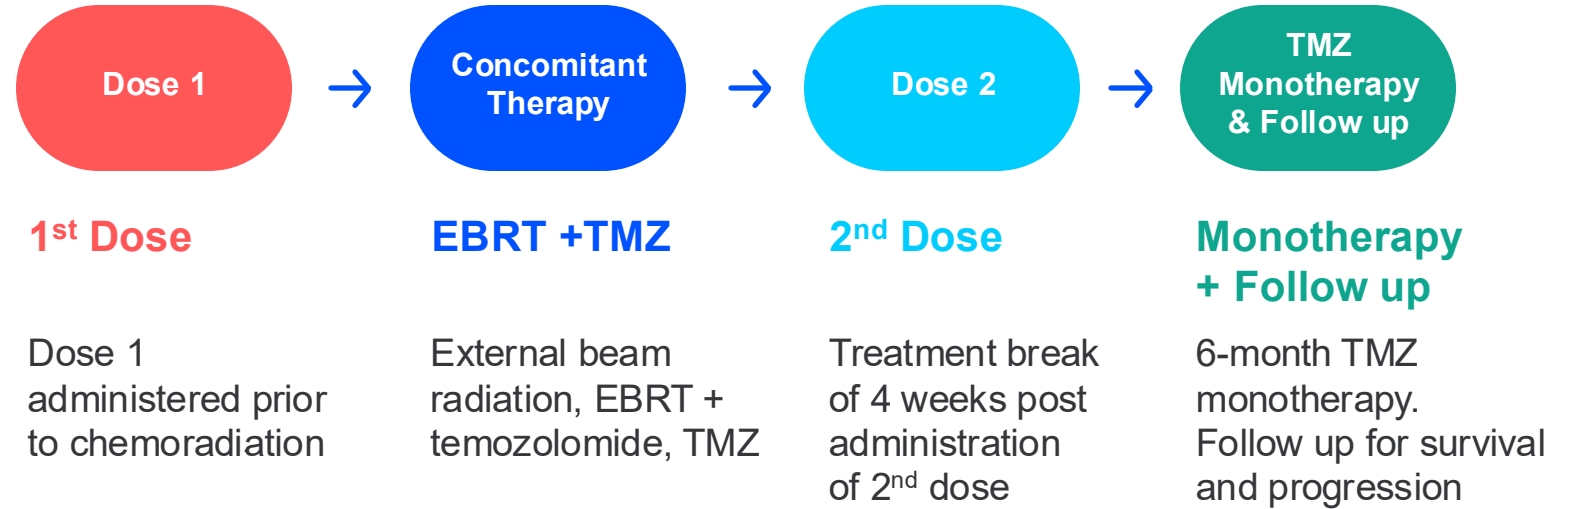 Dose 1
Concomitant
Therapy
Dose 2
TMZ
Monotherapy
& Follow up
1st Dose
EBRT +TMZ
2nd Dose
Monotherapy
+ Follow up
Dose 1
administered prior
to chemoradiation
External beam
radiation, EBRT +
temozolomide, TMZ
Treatment break
of 4 weeks post
administration
of 2nd dose
6-month TMZ
monotherapy.
Follow up for survival
and progression